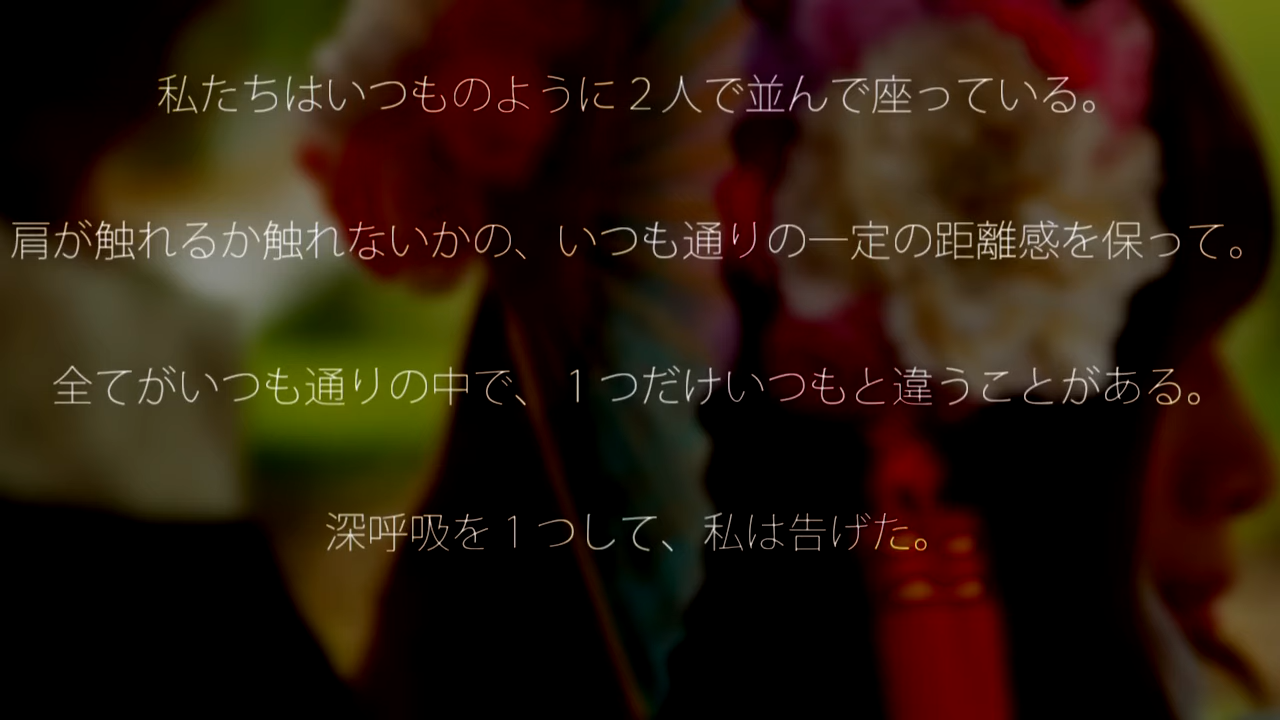 私たちはいつものように２人で並んで座っている。
肩が触れるか触れないかの、いつも通りの一定の距離感を保って。
全てがいつも通りの中で、１つだけいつもと違うことがある。
深呼吸を１つして、私は告げた。